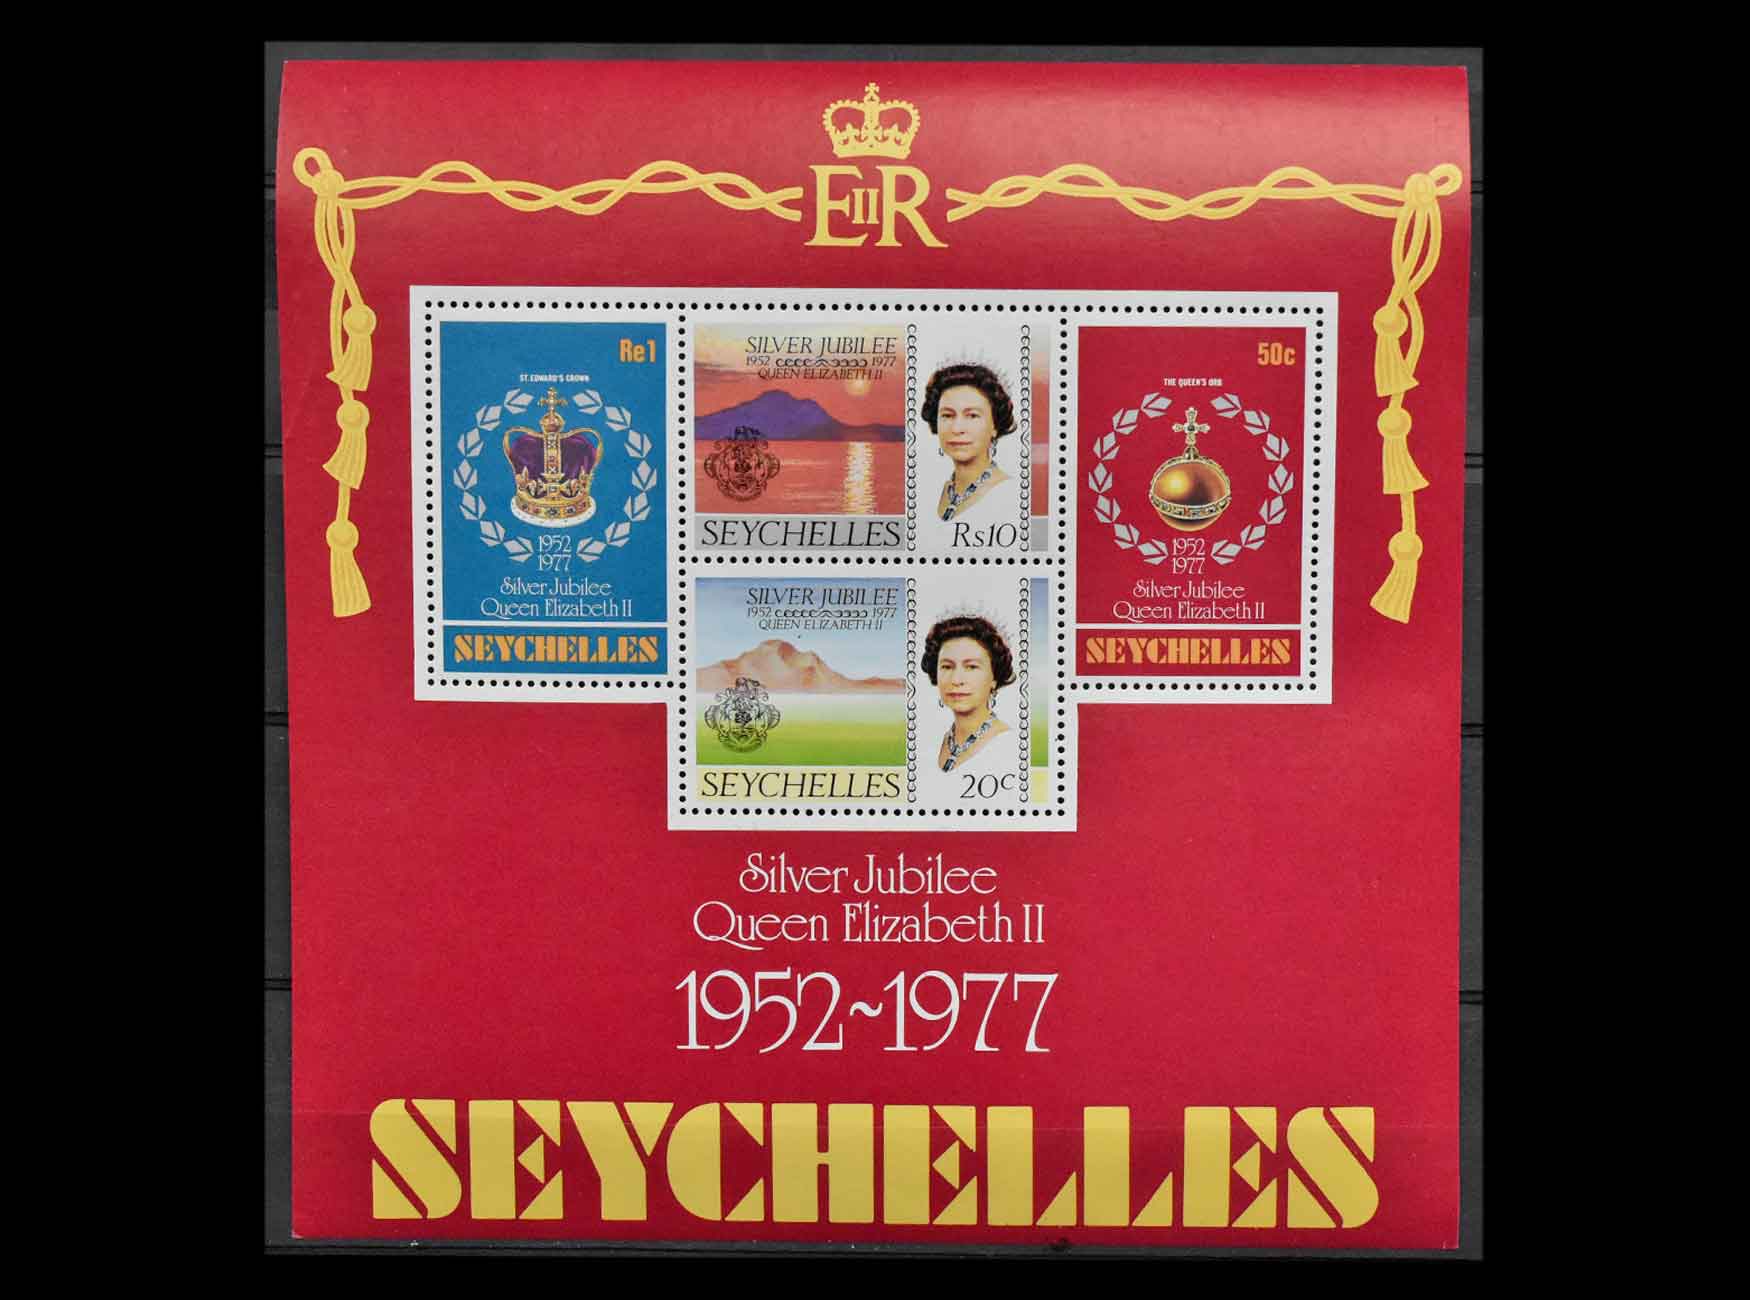 EIIR
Re1
ST. EDWARD'S CROWN
1952
1977
Silver Jubilee
Queen Elizabeth II
SEYCHELLES
SILVER JUBILEE
1952 1977
QUEEN ELIZABETH II
SEYCHELLES
Rs10
SILVER JUBILEE
1952 1977
QUEEN ELIZABETH II
SEYCHELLES
20c
50c
THE QUEEN'S ORB
1952
1977
Silver Jubilee
Queen Elizabeth II
SEYCHELLES
Silver Jubilee
Queen Elizabeth II
1952~1977
SEYCHELLES